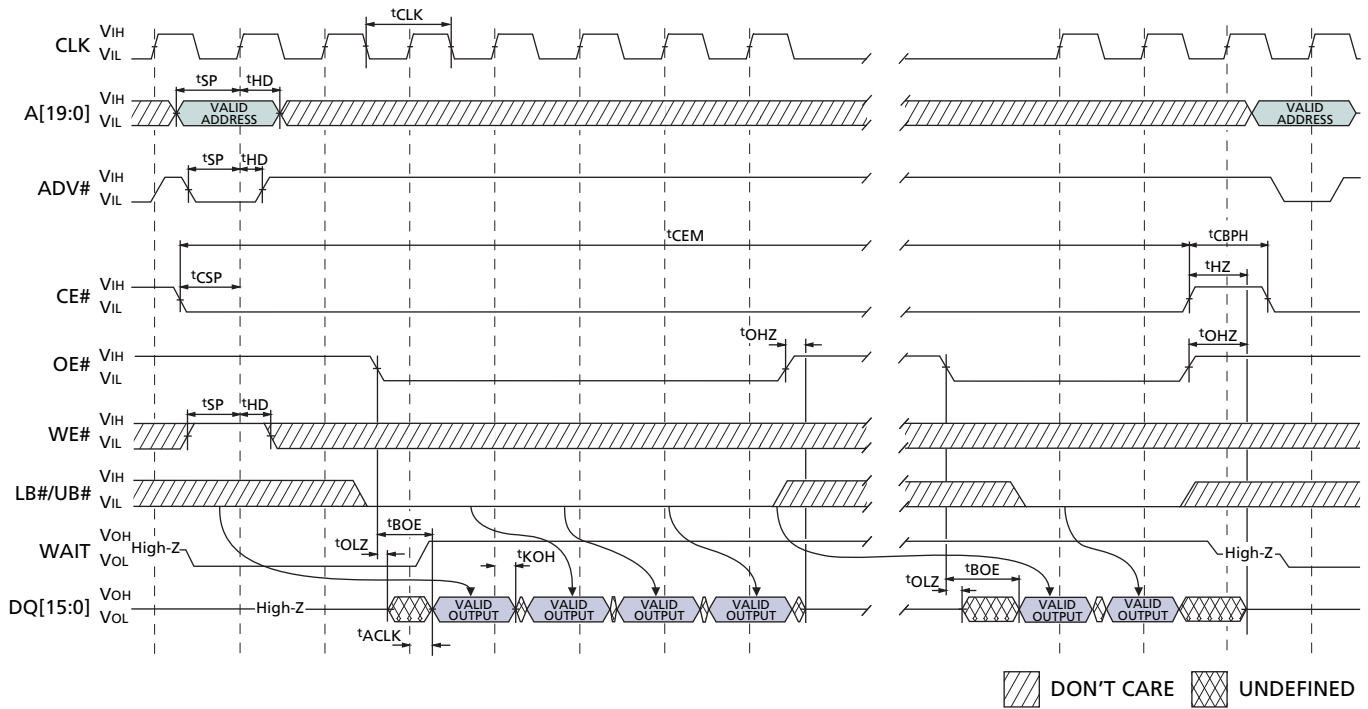 tCLK
CLK VIH
VIL
tSP tHD
A[19:0] VIH
VIL
VALID ADDRESS
VALID ADDRESS
tSP tHD
ADV# VIH
VIL
tCEM
tCBPH
tCSP
tHZ
CE# VIH
VIL
tOHZ
tOHZ
OE# VIH
VIL
tSP tHD
WE# VIH
VIL
LB#/UB# VIH
VIL
tBOE
WAIT VOH
VOL
High-Z
High-Z
tOLZ
tKOH
tOLZ
tBOE
DQ[15:0] VOH
VOL
High-Z
VALID OUTPUT
VALID OUTPUT
VALID OUTPUT
VALID OUTPUT
VALID OUTPUT
VALID OUTPUT
tACLK
DON'T CARE
UNDEFINED